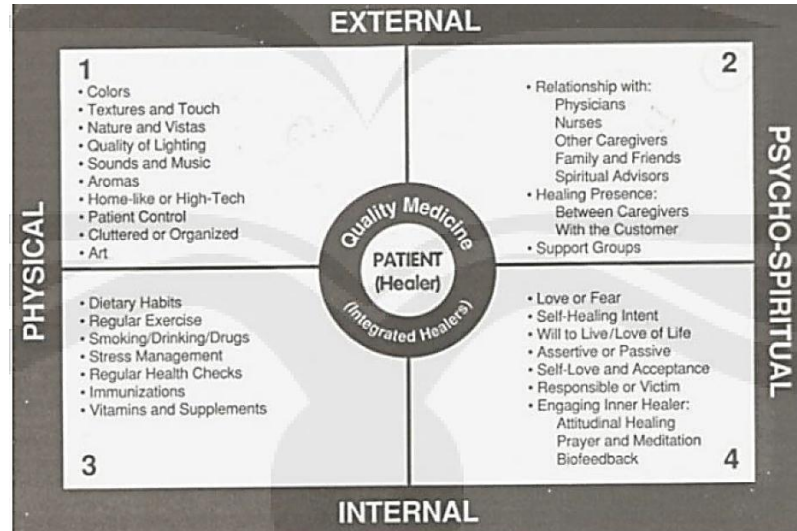 EXTERNAL
1
• Colors
• Textures and Touch
• Nature and Vistas
• Quality of Lighting
• Sounds and Music
• Aromas
• Home-like or High-Tech
• Patient Control
• Cluttered or Organized
• Art
2
• Relationship with:
Physicians
Nurses
Other Caregivers
Family and Friends
Spiritual Advisors
• Healing Presence:
Between Caregivers
With the Customer
• Support Groups
PHYSICAL
PSYCHO-SPIRITUAL
Quality Medicine
PATIENT
(Healer)
(Integrated Healers)
• Dietary Habits
• Regular Exercise
• Smoking/Drinking/Drugs
• Stress Management
• Regular Health Checks
• Immunizations
• Vitamins and Supplements
3
• Love or Fear
• Self-Healing Intent
• Will to Live/Love of Life
• Assertive or Passive
• Self-Love and Acceptance
• Responsible or Victim
• Engaging Inner Healer:
Attitudinal Healing
Prayer and Meditation
Biofeedback
4
INTERNAL